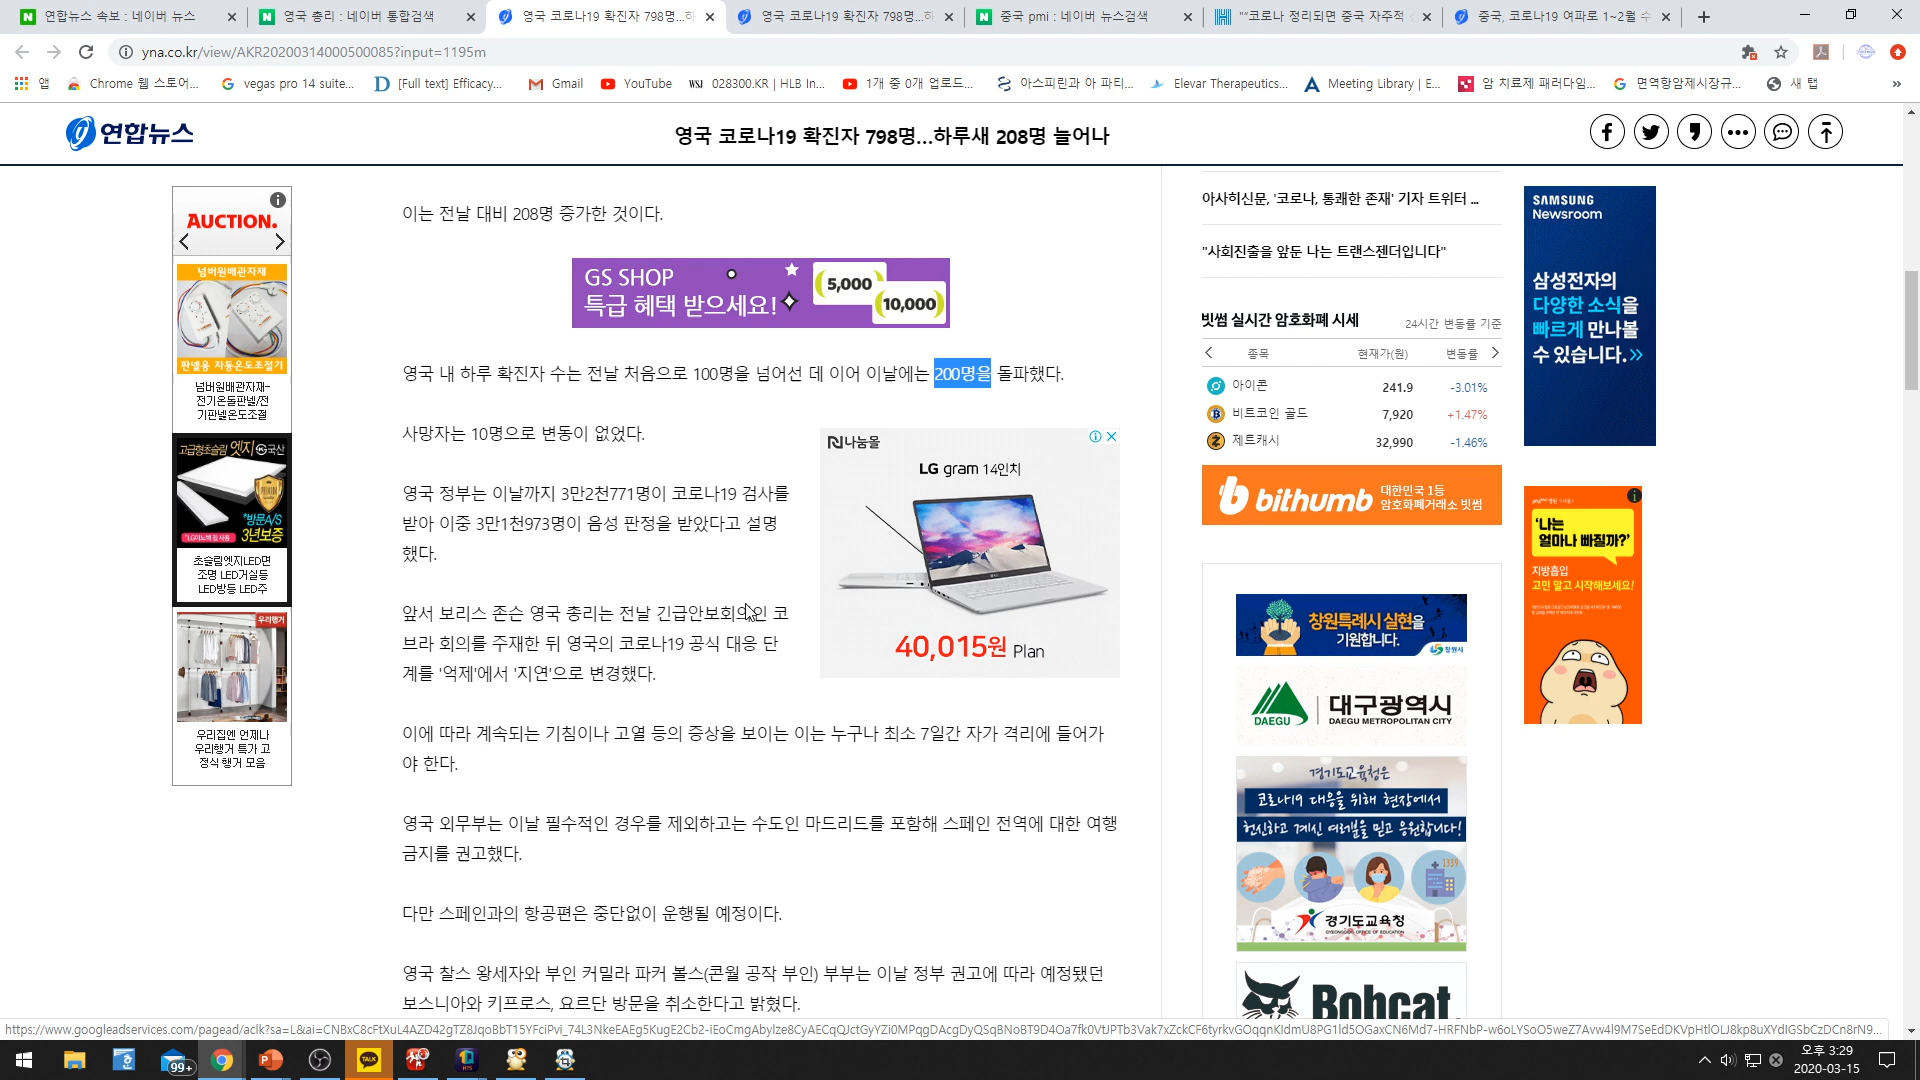 연합뉴스 속보 : 네이버 뉴스
영국 총리 : 네이버 통합검색
영국 코로나19 확진자 798명...하
영국 코로나19 확진자 798명...하
중국 pmi : 네이버 뉴스검색
""코로나 정리되면 중국 자주적
중국, 코로나19 여파로 1~2월 수
yna.co.kr/view/AKR20200314000500085?input=1195m
앱
Chrome 웹 스토어...
vegas pro 14 suite...
[Full text] Efficacy...
Gmail
YouTube
WSJ 028300.KR | HLB In...
1개 중 0개 업로드...
아스피린과 아 파티...
Elevar Therapeutics...
Meeting Library | E...
암 치료제 패러다임...
면역항암제시장규...
새 탭
연합뉴스
영국 코로나19 확진자 798명...하루새 208명 늘어나
AUCTION.
넘버원배관자재
판넬용 자동온도조절기
넘버원배관자재-
전기온돌판넬/전
기판넬온도조절
고급형초슬림 엣지 국산
*방문A/S
3년보증
초슬림엣지LED면
조명 LED거실등
LED방등 LED주
우리행거
우리집엔 언제나
우리행거 특가 고
정식 행거 모음
이는 전날 대비 208명 증가한 것이다.
GS SHOP
특급 혜택 받으세요!
5,000
10,000
영국 내 하루 확진자 수는 전날 처음으로 100명을 넘어선 데 이어 이날에는 200명을 돌파했다.
사망자는 10명으로 변동이 없었다.
영국 정부는 이날까지 3만2천771명이 코로나19 검사를
받아 이중 3만1천973명이 음성 판정을 받았다고 설명
했다.
앞서 보리스 존슨 영국 총리는 전날 긴급안보회의인 코
브라 회의를 주재한 뒤 영국의 코로나19 공식 대응 단
계를 '억제'에서 '지연'으로 변경했다.
나눔몰
LG gram 14인치
40,015원 Plan
이에 따라 계속되는 기침이나 고열 등의 증상을 보이는 이는 누구나 최소 7일간 자가 격리에 들어가
야 한다.
영국 외무부는 이날 필수적인 경우를 제외하고는 수도인 마드리드를 포함해 스페인 전역에 대한 여행
금지를 권고했다.
다만 스페인과의 항공편은 중단없이 운행될 예정이다.
영국 찰스 왕세자와 부인 커밀라 파커 볼스(콘월 공작 부인) 부부는 이날 정부 권고에 따라 예정됐던
보스니아와 키프로스, 요르단 방문을 취소한다고 밝혔다.
아사히신문, '코로나, 통쾌한 존재' 기자 트위터 ...
"사회진출을 앞둔 나는 트랜스젠더입니다"
빗썸 실시간 암호화폐 시세
24시간 변동률 기준
종목 현재가(원) 변동률
아이콘 241.9 -3.01%
비트코인 골드 7,920 +1.47%
제트캐시 32,990 -1.46%
bithumb 대한민국 1등
암호화폐거래소 빗썸
창원특례시 실현을
기원합니다.
창원시
DAEGU
대구광역시
DAEGU METROPOLITAN CITY
경기도교육청은
코로나19 대응을 위해 현장에서
헌신하고 계신 여러분을 믿고 응원합니다!
1339
경기도교육청
Bobcat
SAMSUNG
Newsroom
삼성전자의
다양한 소식을
빠르게 만나볼
수 있습니다.»
'나는
얼마나 빠질까?'
지방흡입
고민 말고 시작해보세요!
99+
TALK
오후 3:29
2020-03-15